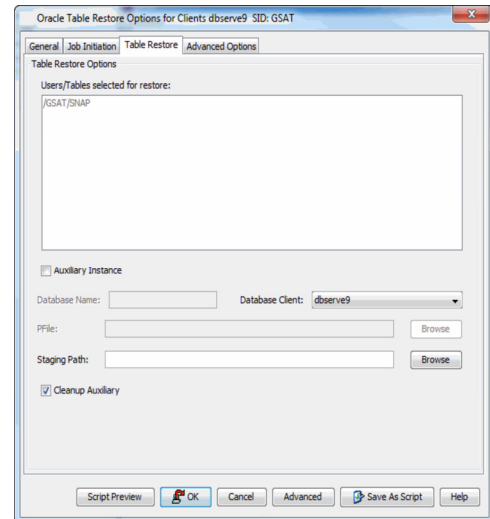 Oracle Table Restore Options for Clients dbserve9 SID: GSAT
General Job Initiation Table Restore Advanced Options
Table Restore Options
Users/Tables selected for restore:
/GSAT/SNAP
Auxiliary Instance
Database Name: Database Client: dbserve9
PFile: Browse
Staging Path: Browse
Cleanup Auxiliary
Script Preview OK Cancel Advanced Save As Script Help